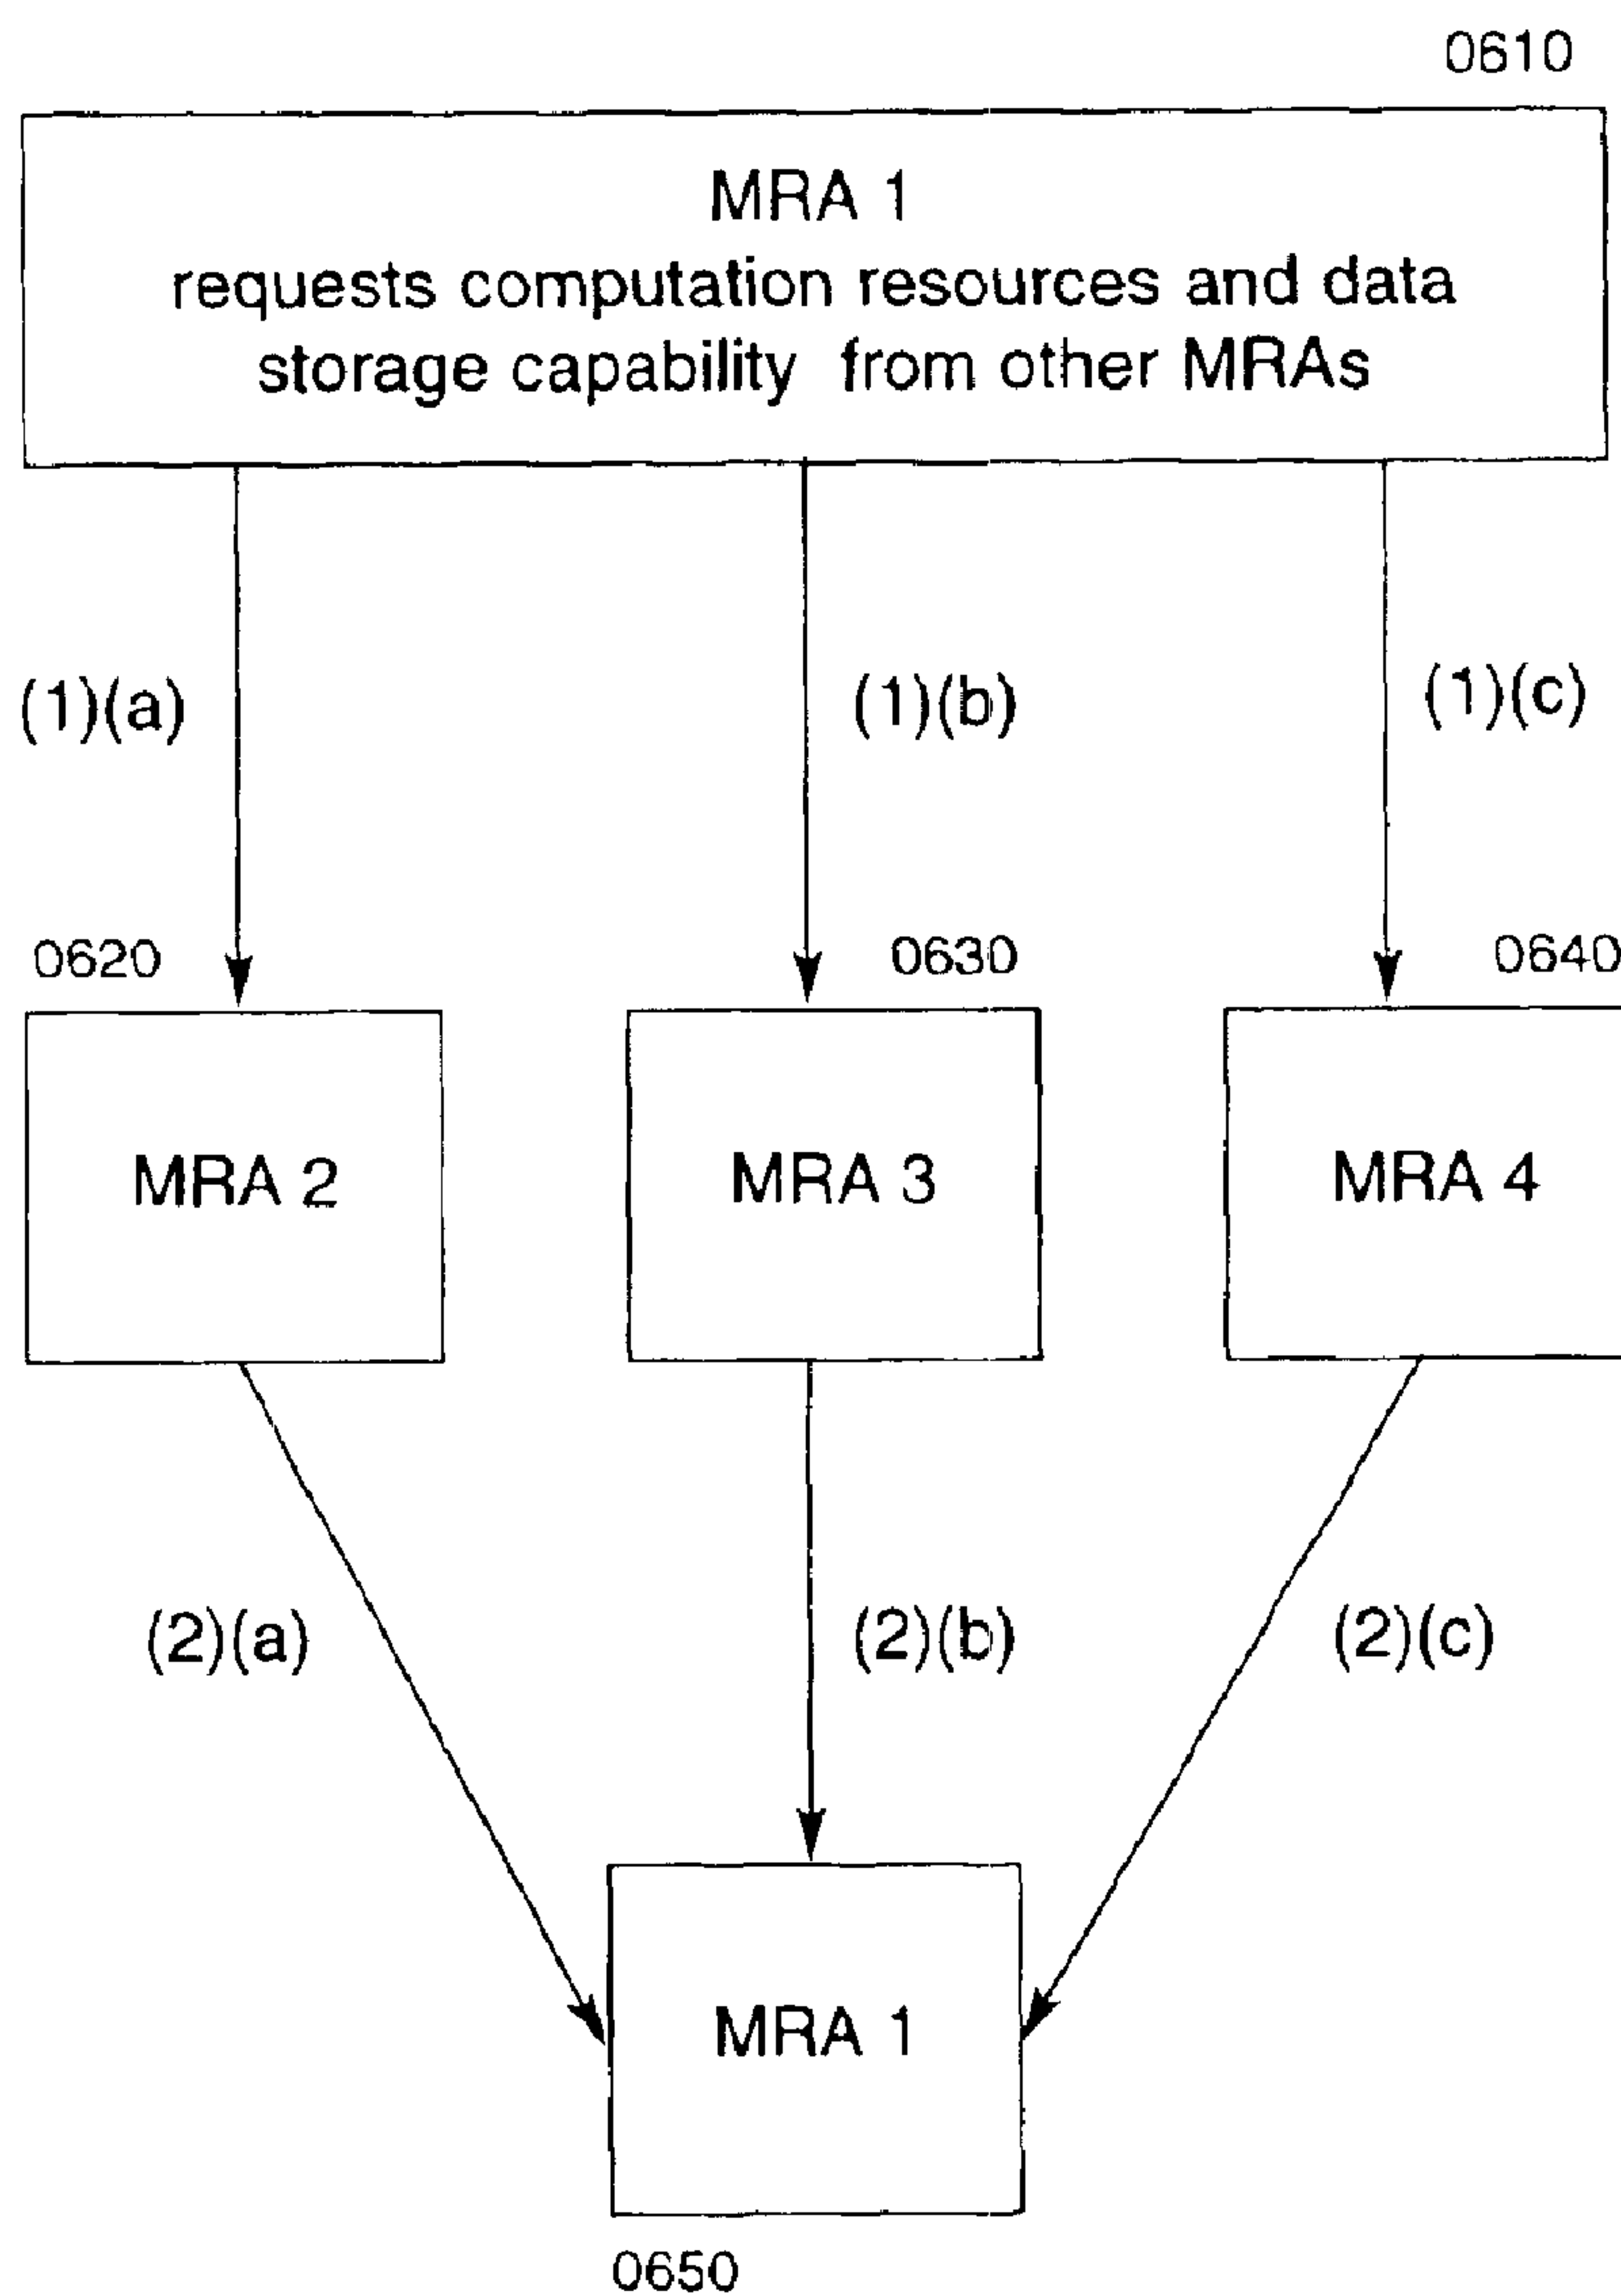 0610
MRA 1
requests computation resources and data
storage capability from other MRAs
(1)(a)
(1)(b)
(1)(c)
0620
0630
0640
MRA 2
MRA 3
MRA 4
(2)(a)
(2)(b)
(2)(c)
MRA 1
0650